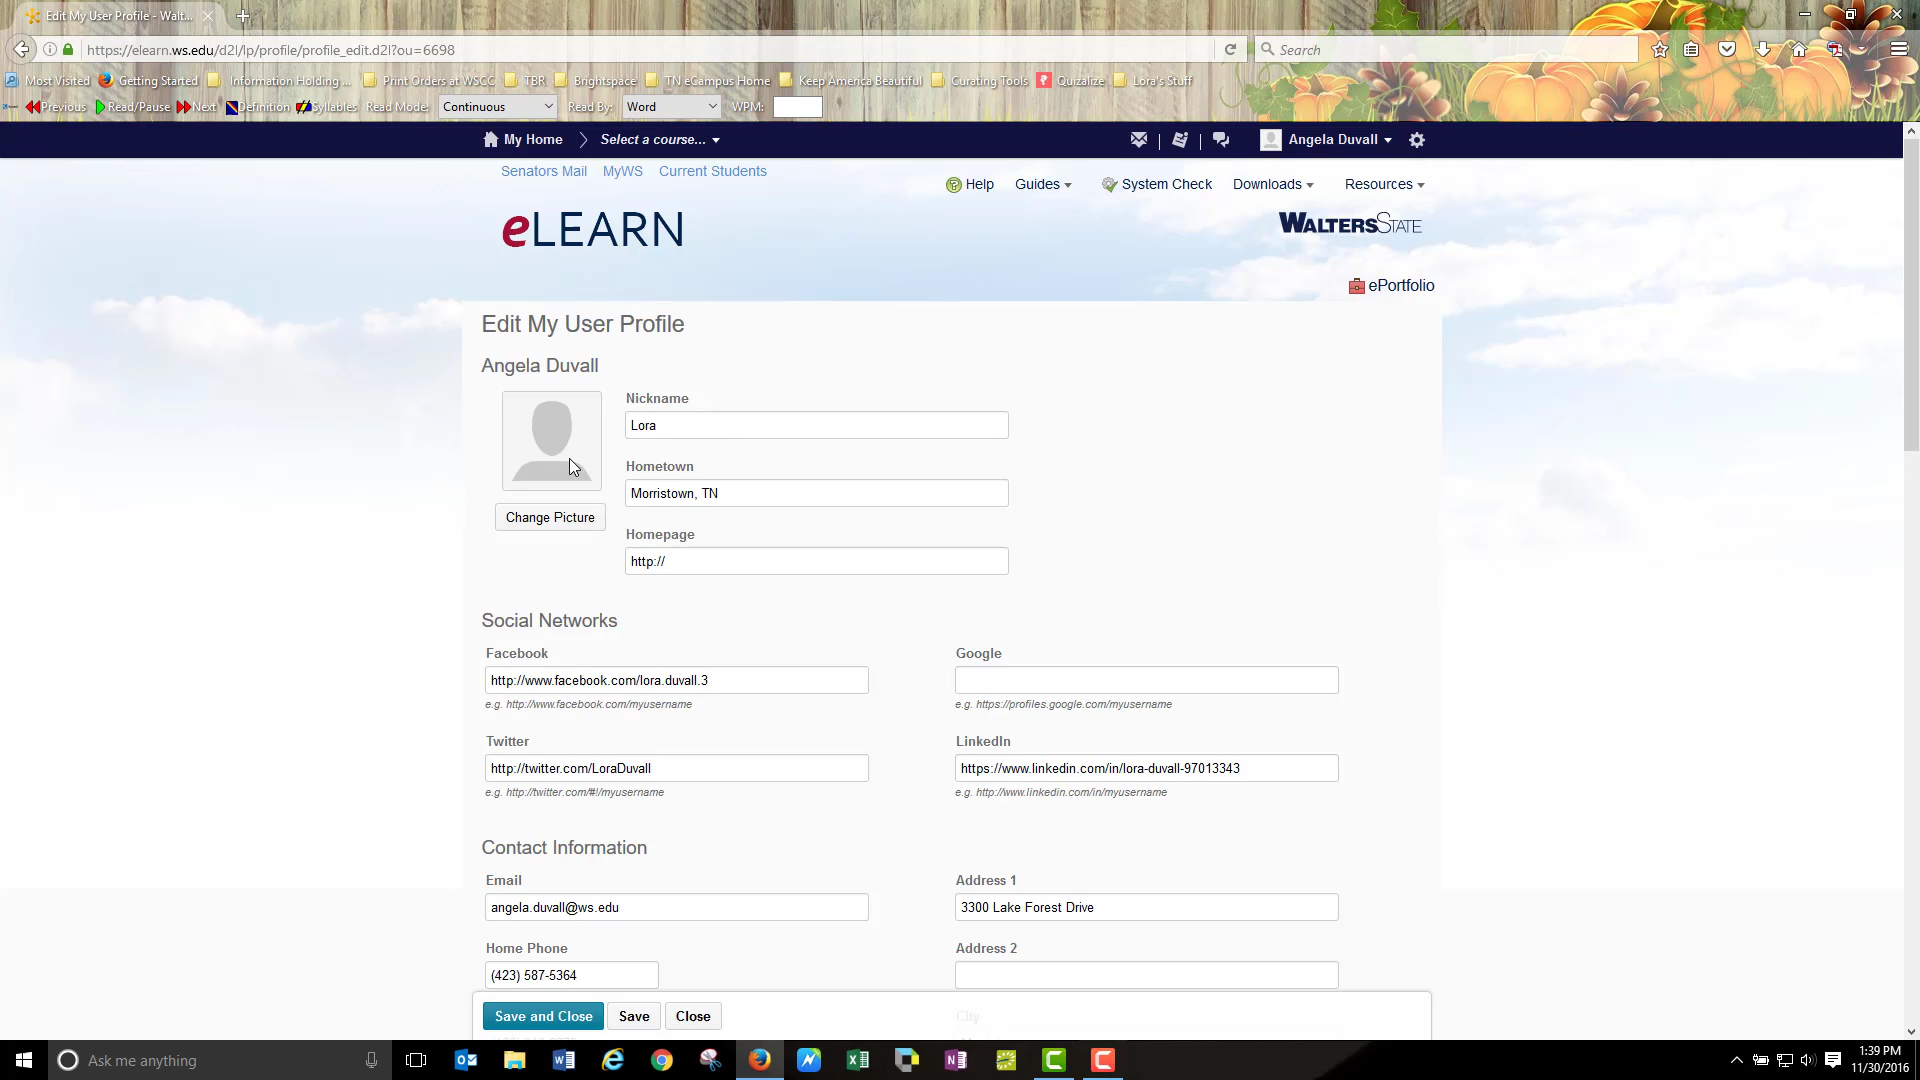 Edit My User Profile - Walt...
https://elearn.ws.edu/d2l/lp/profile/profile_edit.d2l?ou=6698
Search
Most Visited Getting Started Information Holding ... Print Orders at WSCC TBR Brightspace TN eCampus Home Keep America Beautiful Curating Tools Quizalize Lora's Stuff
Previous Read/Pause Next Definition Syllables Read Mode: Continuous Read By: Word WPM:
My Home Select a course... Angela Duvall
Senators Mail MyWS Current Students
Help Guides System Check Downloads Resources
eLEARN
WALTERS STATE
ePortfolio
Edit My User Profile
Angela Duvall
Nickname
Lora
Hometown
Morristown, TN
Change Picture
Homepage
http://
Social Networks
Facebook
http://www.facebook.com/lora.duvall.3
e.g. http://www.facebook.com/myusername
Google
e.g. https://profiles.google.com/myusername
Twitter
http://twitter.com/LoraDuvall
e.g. http://twitter.com/#!/myusername
LinkedIn
https://www.linkedin.com/in/lora-duvall-97013343
e.g. http://www.linkedin.com/in/myusername
Contact Information
Email
angela.duvall@ws.edu
Address 1
3300 Lake Forest Drive
Home Phone
(423) 587-5364
Address 2
Save and Close Save Close
City
Ask me anything
1:39 PM
11/30/2016